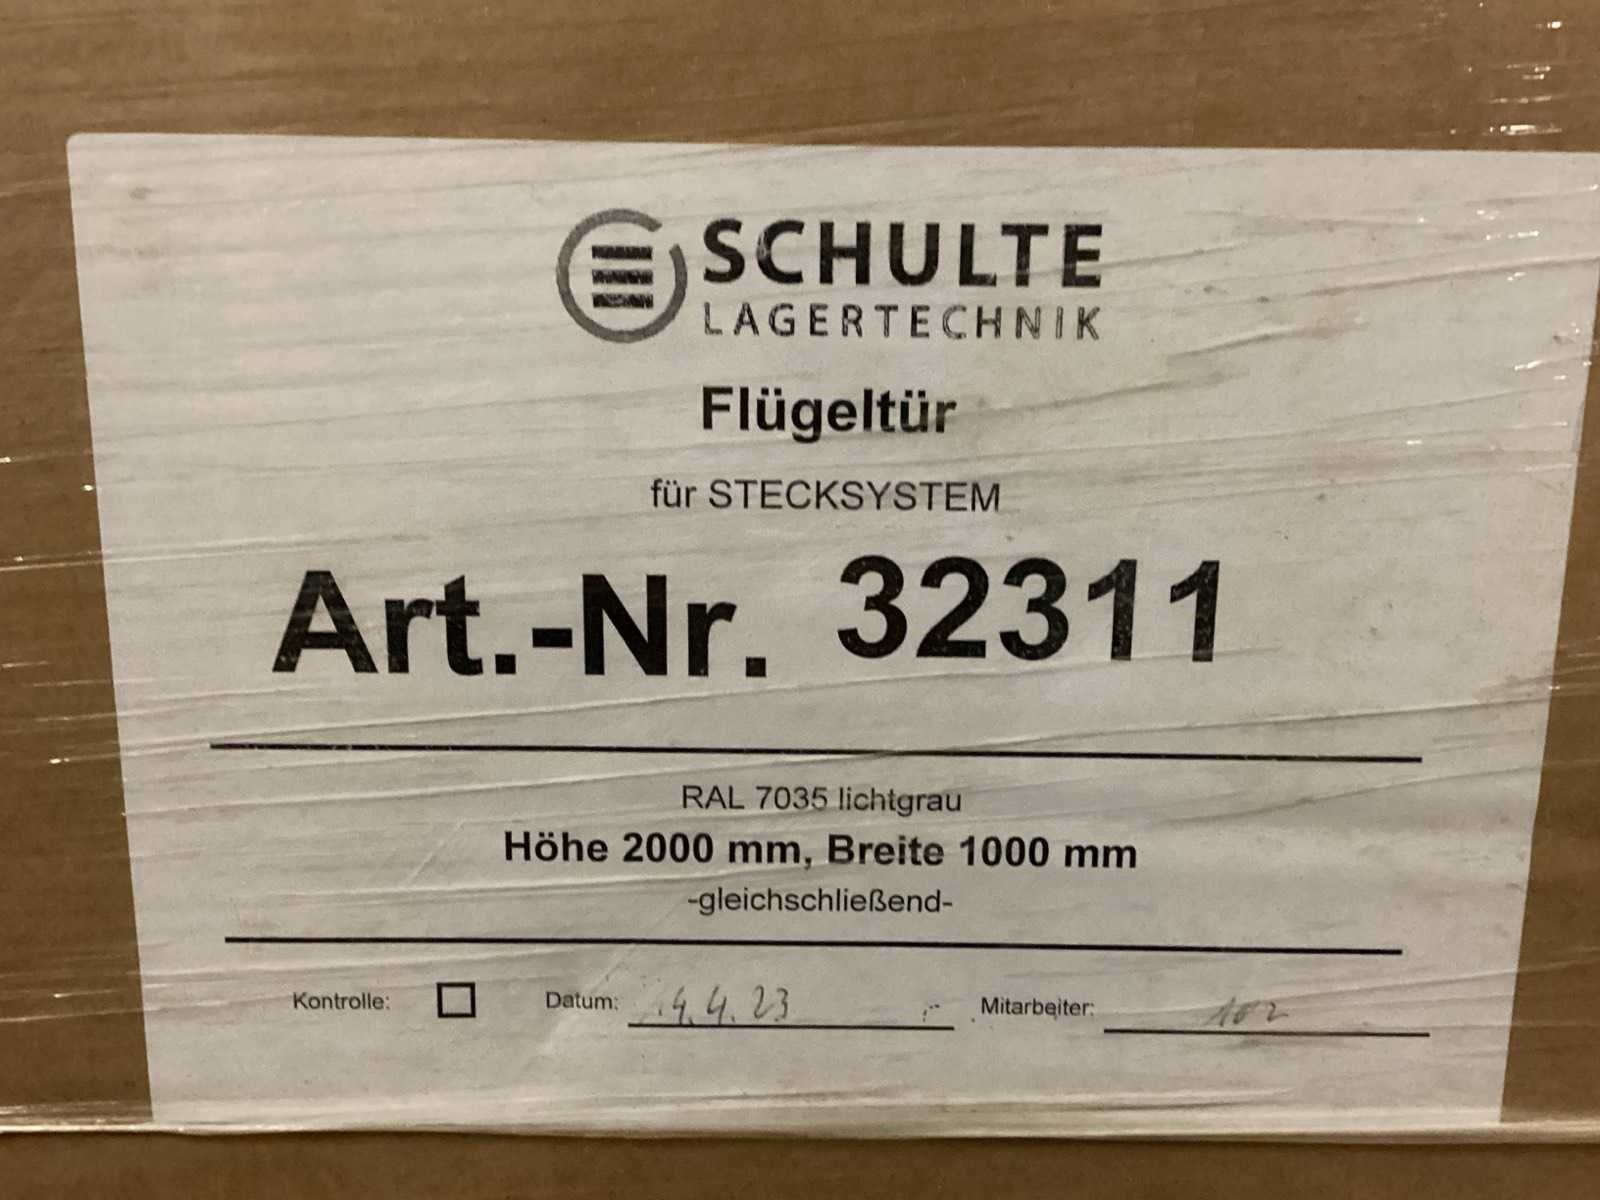 SCHULTE
LAGERTECHNIK
Flügeltür
für STECKSYSTEM
Art.-Nr. 32311
RAL 7035 lichtgrau
Höhe 2000 mm, Breite 1000 mm
-gleichschließend-
Kontrolle: Datum: 4.4.23 Mitarbeiter: 102